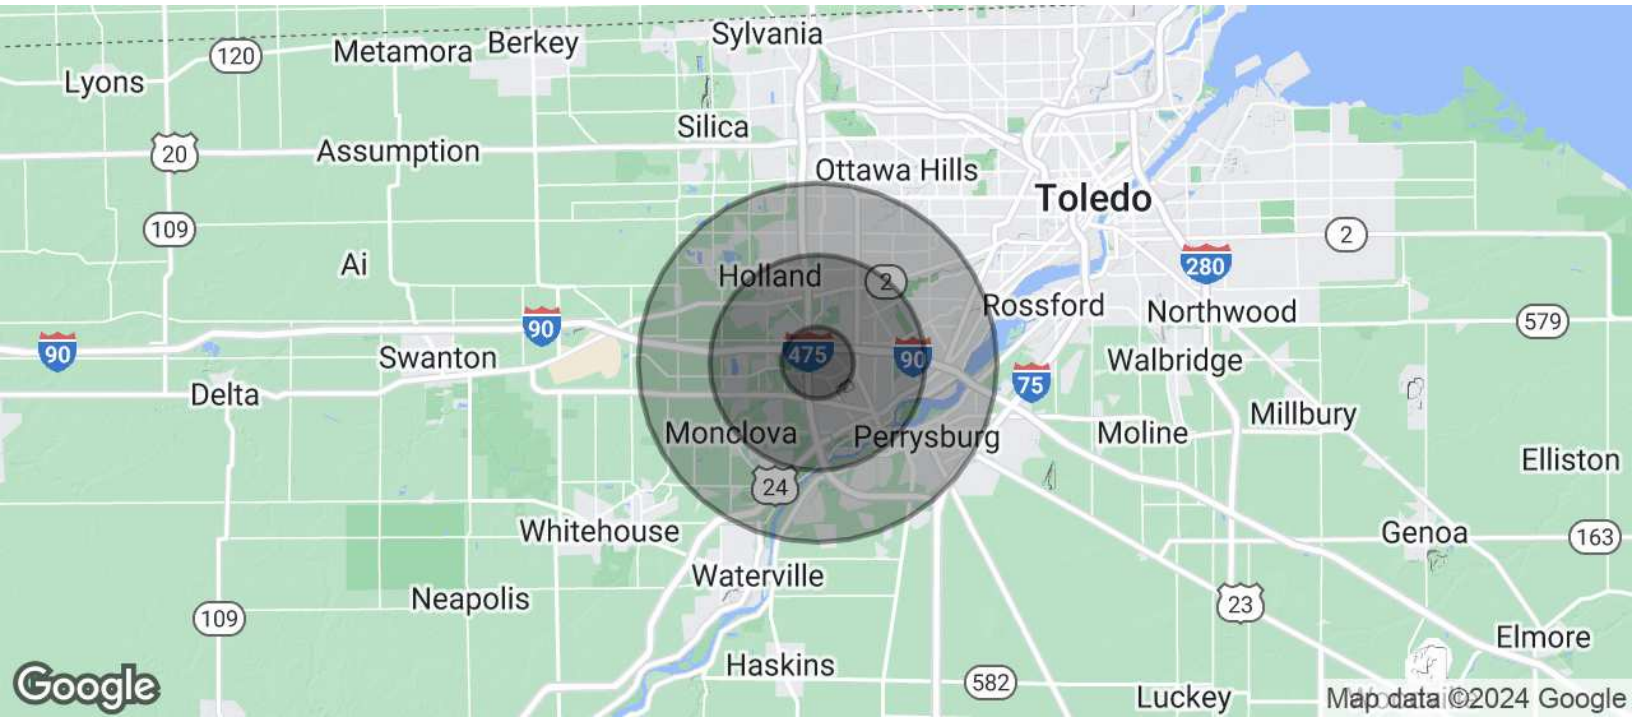 Sylvania
Berkey
Metamora
120
Lyons
Silica
20
Assumption
Ottawa Hills
Toledo
109
2
Ai
280
Holland
2
Rossford
Northwood
90
579
90
475
90
Swanton
Walbridge
75
Delta
Millbury
Monclova
Perrysburg
Moline
Elliston
24
Whitehouse
Genoa
163
Waterville
Neapolis
23
109
Elmore
Haskins
582
Google
Luckey
Map data ©2024 Google